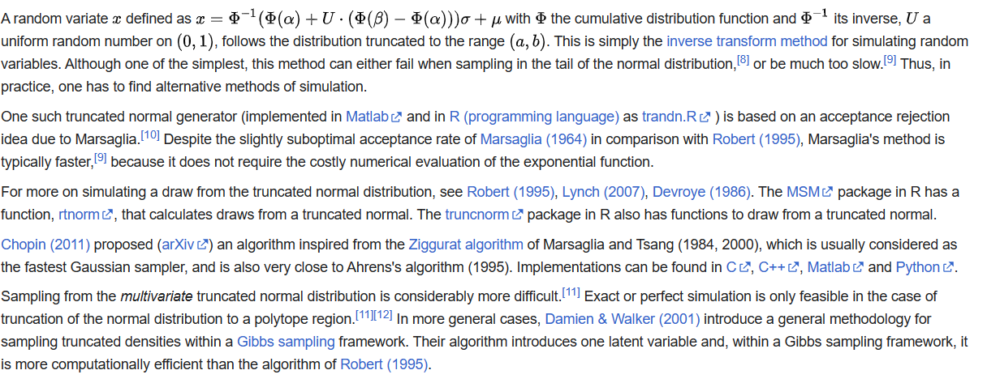 A random variate x defined as x = Φ⁻¹(Φ(α) + U · (Φ(β) − Φ(α)))σ + μ with Φ the cumulative distribution function and Φ⁻¹ its inverse, U a
uniform random number on (0, 1), follows the distribution truncated to the range (a, b). This is simply the inverse transform method for simulating random
variables. Although one of the simplest, this method can either fail when sampling in the tail of the normal distribution,[8] or be much too slow.[9] Thus, in
practice, one has to find alternative methods of simulation.
One such truncated normal generator (implemented in Matlab and in R (programming language) as trandn.R ) is based on an acceptance rejection
idea due to Marsaglia.[10] Despite the slightly suboptimal acceptance rate of Marsaglia (1964) in comparison with Robert (1995), Marsaglia's method is
typically faster,[9] because it does not require the costly numerical evaluation of the exponential function.
For more on simulating a draw from the truncated normal distribution, see Robert (1995), Lynch (2007), Devroye (1986). The MSM package in R has a
function, rtnorm, that calculates draws from a truncated normal. The truncnorm package in R also has functions to draw from a truncated normal.
Chopin (2011) proposed (arXiv) an algorithm inspired from the Ziggurat algorithm of Marsaglia and Tsang (1984, 2000), which is usually considered as
the fastest Gaussian sampler, and is also very close to Ahrens's algorithm (1995). Implementations can be found in C, C++, Matlab and Python.
Sampling from the multivariate truncated normal distribution is considerably more difficult.[11] Exact or perfect simulation is only feasible in the case of
truncation of the normal distribution to a polytope region.[11][12] In more general cases, Damien & Walker (2001) introduce a general methodology for
sampling truncated densities within a Gibbs sampling framework. Their algorithm introduces one latent variable and, within a Gibbs sampling framework, it
is more computationally efficient than the algorithm of Robert (1995).